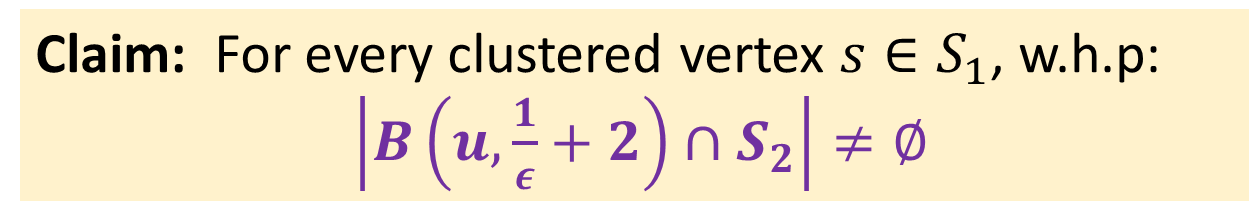 Claim: For every clustered vertex s ∈ S₁, w.h.p:
|B(u, 1/ϵ + 2) ∩ S₂| ≠ ∅